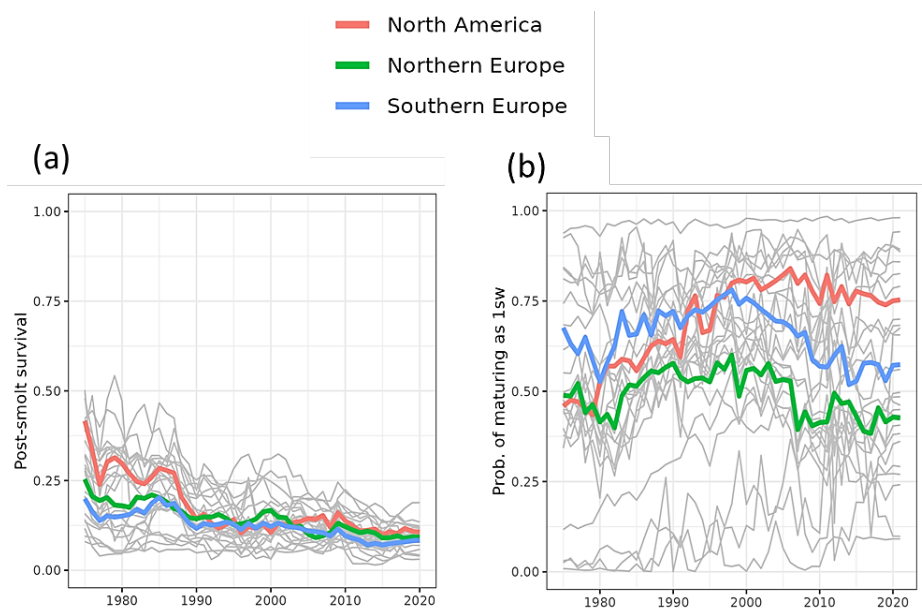 North America
Northern Europe
Southern Europe
(a)
(b)
Post-smolt survival
1.00
0.75
0.50
0.25
0.00
1980 1990 2000 2010 2020
Prob. of maturing as 1sw
1.00
0.75
0.50
0.25
0.00
1980 1990 2000 2010 2020